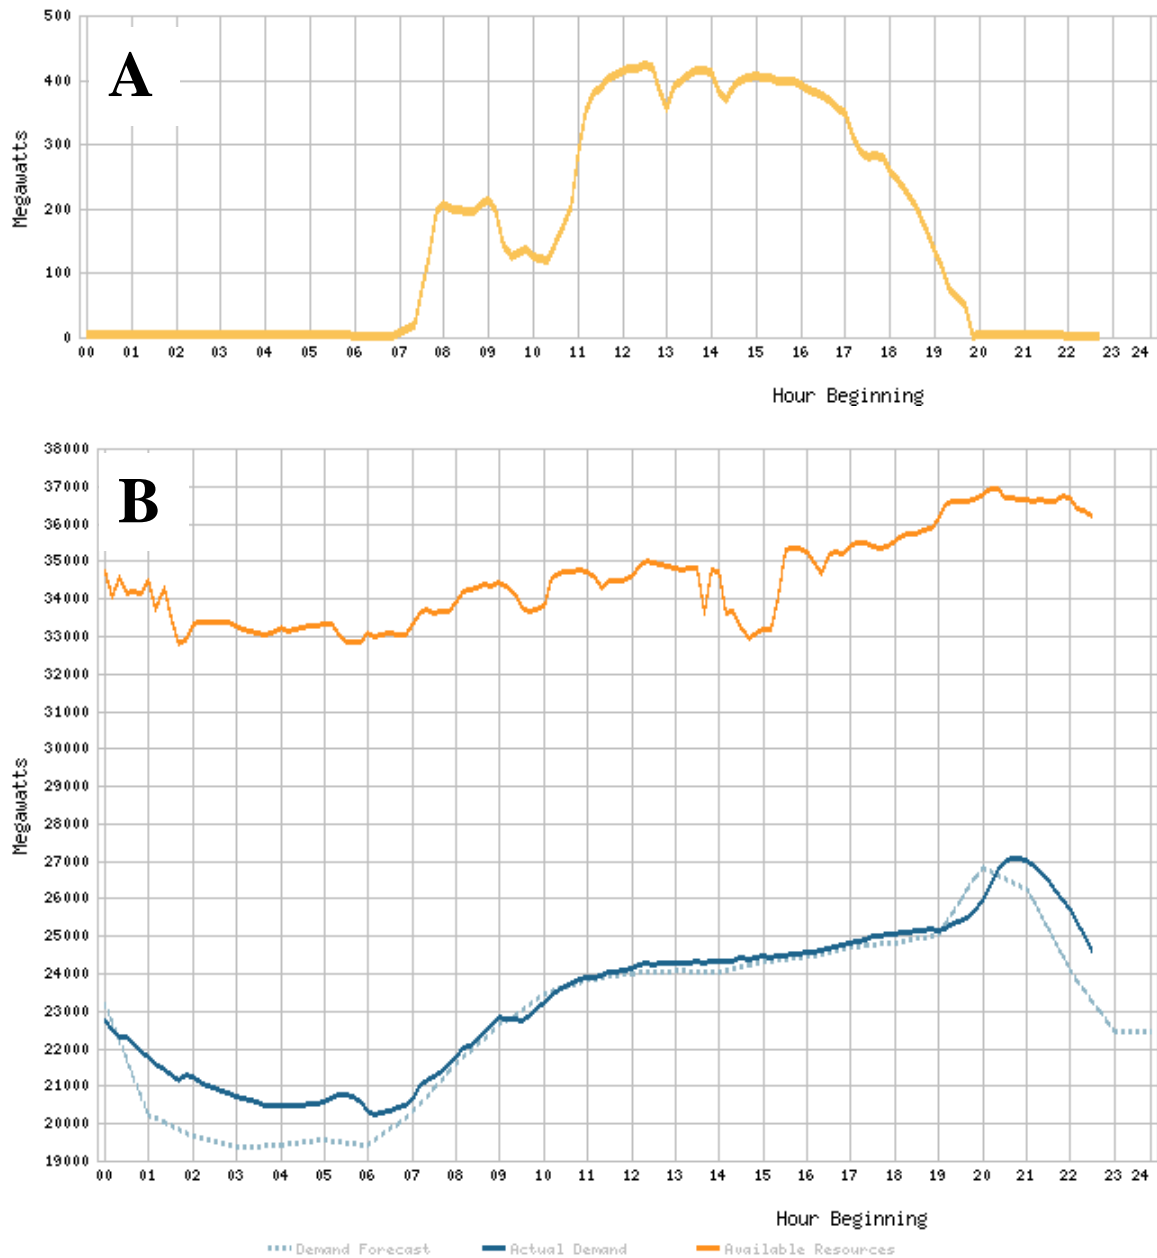 500
A
400
300
200
100
0
Megawatts
00 01 02 03 04 05 06 07 08 09 10 11 12 13 14 15 16 17 18 19 20 21 22 23 24
Hour Beginning
38000
37000
B
36000
35000
34000
33000
32000
31000
30000
29000
28000
27000
26000
25000
24000
23000
22000
21000
20000
19000
Megawatts
00 01 02 03 04 05 06 07 08 09 10 11 12 13 14 15 16 17 18 19 20 21 22 23 24
Hour Beginning
Demand Forecast Actual Demand Available Resources